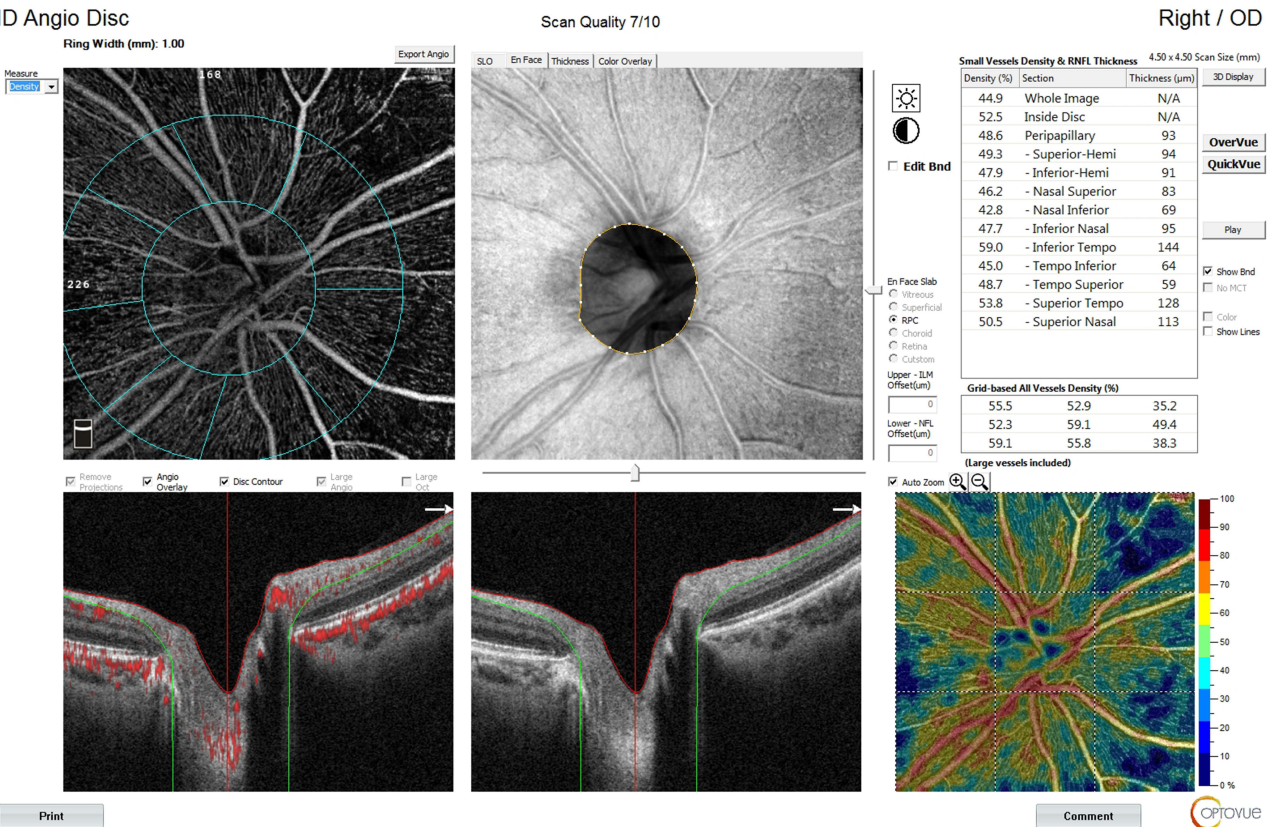 ID Angio Disc
Scan Quality 7/10
Right / OD
Ring Width (mm): 1.00
Export Angio
Measure
Density
168
226
SLO
En Face
Thickness
Color Overlay
Edit Bnd
En Face Slab
Vitreous
Superficial
RPC
Choroid
Retina
Cutstom
Upper - ILM
Offset(um)
0
Lower - NFL
Offset(um)
0
Small Vessels Density & RNFL Thickness
4.50 x 4.50 Scan Size (mm)
Density (%) Section Thickness (µm)
44.9 Whole Image N/A
52.5 Inside Disc N/A
48.6 Peripapillary 93
49.3 - Superior-Hemi 94
47.9 - Inferior-Hemi 91
46.2 - Nasal Superior 83
42.8 - Nasal Inferior 69
47.7 - Inferior Nasal 95
59.0 - Inferior Tempo 144
45.0 - Tempo Inferior 64
48.7 - Tempo Superior 59
53.8 - Superior Tempo 128
50.5 - Superior Nasal 113
3D Display
OverVue
QuickVue
Play
Show Bnd
No MCT
Color
Show Lines
Grid-based All Vessels Density (%)
55.5 52.9 35.2
52.3 59.1 49.4
59.1 55.8 38.3
(Large vessels included)
Remove
Projections
Angio
Overlay
Disc Contour
Large
Angio
Large
Oct
Auto Zoom
100
90
80
70
60
50
40
30
20
10
0 %
Print
Comment
OPTOVUE